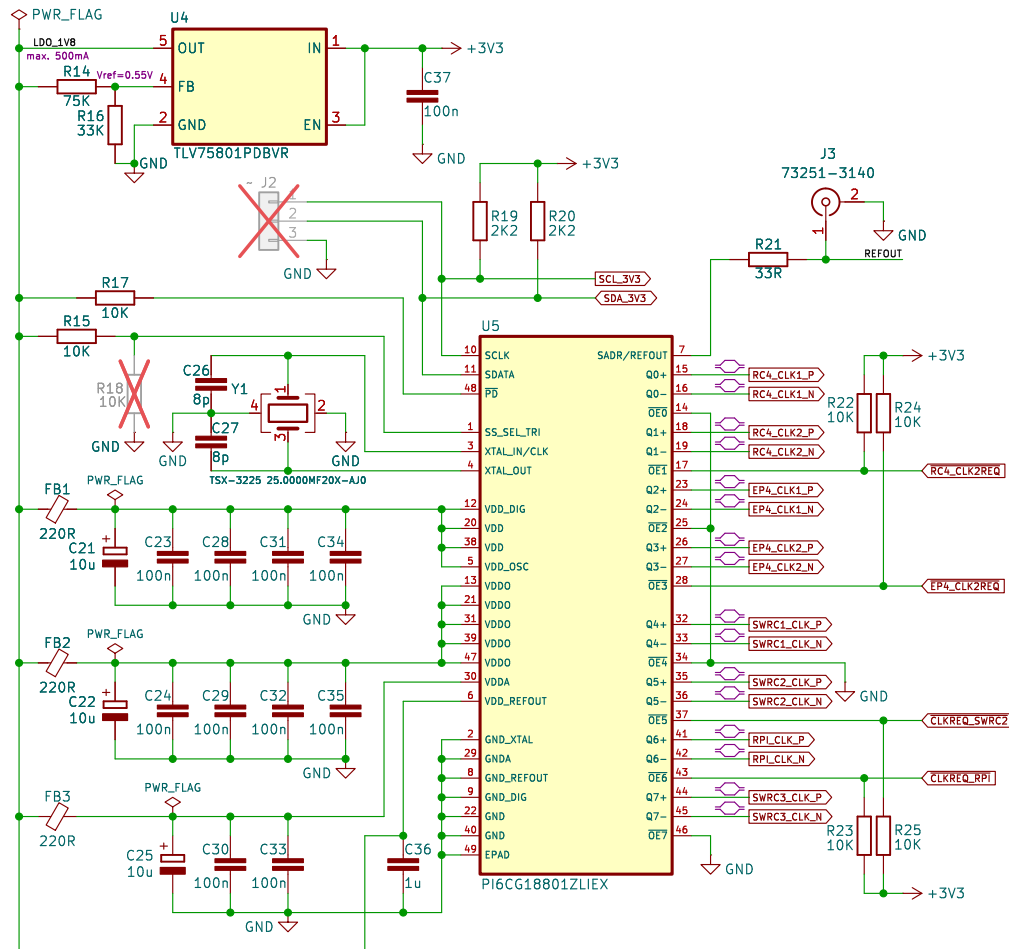 PWR_FLAG
U4
LDO_1V8
max. 500mA
5 OUT IN 1
+3V3
R14
75K
Vref=0.55V
4 FB
R16
33K
2 GND EN 3
GND
TLV75801PDBVR
C37
100n
GND
+3V3
J3
73251-3140
2
1
GND
~ J2
1
2
3
GND
R19
2K2
R20
2K2
R21
33R
REFOUT
SCL_3V3
SDA_3V3
R17
10K
R15
10K
R18
10K
GND
C26
8p
Y1
1
4
2
3
C27
8p
GND
GND
TSX-3225 25.0000MF20X-AJ0
U5
10 SCLK
11 SDATA
48 PD
1 SS_SEL_TRI
3 XTAL_IN/CLK
4 XTAL_OUT
12 VDD_DIG
20 VDD
38 VDD
5 VDD_OSC
13 VDDO
21 VDDO
31 VDDO
39 VDDO
47 VDDO
30 VDDA
6 VDD_REFOUT
2 GND_XTAL
29 GNDA
8 GND_REFOUT
9 GND_DIG
22 GND
40 GND
49 EPAD
SADR/REFOUT 7
Q0+ 15 RC4_CLK1_P
Q0- 16 RC4_CLK1_N
OE0 14
Q1+ 18 RC4_CLK2_P
Q1- 19 RC4_CLK2_N
OE1 17 RC4_CLK2REQ
Q2+ 23 EP4_CLK1_P
Q2- 24 EP4_CLK1_N
OE2 25
Q3+ 26 EP4_CLK2_P
Q3- 27 EP4_CLK2_N
OE3 28 EP4_CLK2REQ
Q4+ 32 SWRC1_CLK_P
Q4- 33 SWRC1_CLK_N
OE4 34
GND
Q5+ 35 SWRC2_CLK_P
Q5- 36 SWRC2_CLK_N
OE5 37 CLKREQ_SWRC2
Q6+ 41 RPI_CLK_P
Q6- 42 RPI_CLK_N
OE6 43 CLKREQ_RPI
Q7+ 44 SWRC3_CLK_P
Q7- 45 SWRC3_CLK_N
OE7 46
GND
PI6CG18801ZLIEX
+3V3
R22
10K
R24
10K
R23
10K
R25
10K
+3V3
FB1
220R
PWR_FLAG
C21
10u
C23
100n
C28
100n
C31
100n
C34
100n
GND
FB2
220R
PWR_FLAG
C22
10u
C24
100n
C29
100n
C32
100n
C35
100n
GND
FB3
220R
PWR_FLAG
C25
10u
C30
100n
C33
100n
C36
1u
GND